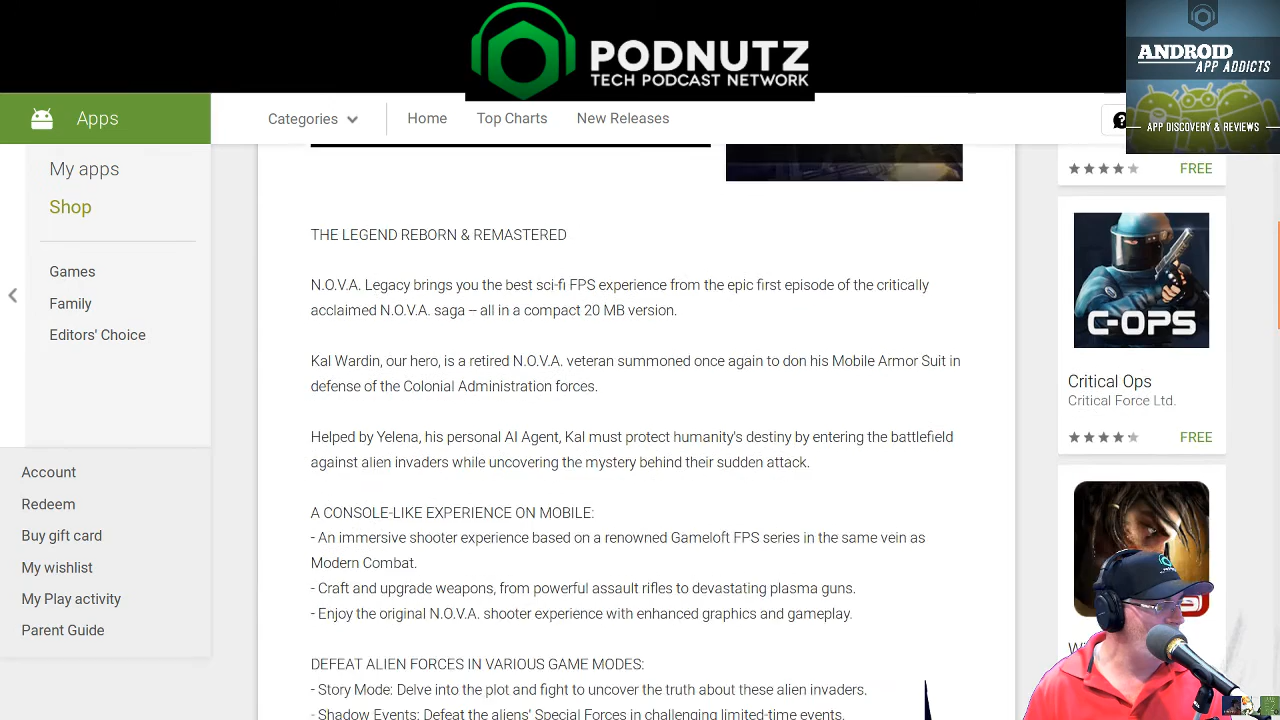 PODNUTZ
TECH PODCAST NETWORK
ANDROID
APP ADDICTS
APP DISCOVERY & REVIEWS
Apps
Categories
Home
Top Charts
New Releases
My apps
Shop
Games
Family
Editors' Choice
Account
Redeem
Buy gift card
My wishlist
My Play activity
Parent Guide
THE LEGEND REBORN & REMASTERED
N.O.V.A. Legacy brings you the best sci-fi FPS experience from the epic first episode of the critically
acclaimed N.O.V.A. saga – all in a compact 20 MB version.
Kal Wardin, our hero, is a retired N.O.V.A. veteran summoned once again to don his Mobile Armor Suit in
defense of the Colonial Administration forces.
Helped by Yelena, his personal AI Agent, Kal must protect humanity's destiny by entering the battlefield
against alien invaders while uncovering the mystery behind their sudden attack.
A CONSOLE-LIKE EXPERIENCE ON MOBILE:
- An immersive shooter experience based on a renowned Gameloft FPS series in the same vein as
Modern Combat.
- Craft and upgrade weapons, from powerful assault rifles to devastating plasma guns.
- Enjoy the original N.O.V.A. shooter experience with enhanced graphics and gameplay.
DEFEAT ALIEN FORCES IN VARIOUS GAME MODES:
- Story Mode: Delve into the plot and fight to uncover the truth about these alien invaders.
- Shadow Events: Defeat the aliens' Special Forces in challenging limited-time events.
FREE
C-OPS
Critical Ops
Critical Force Ltd.
FREE